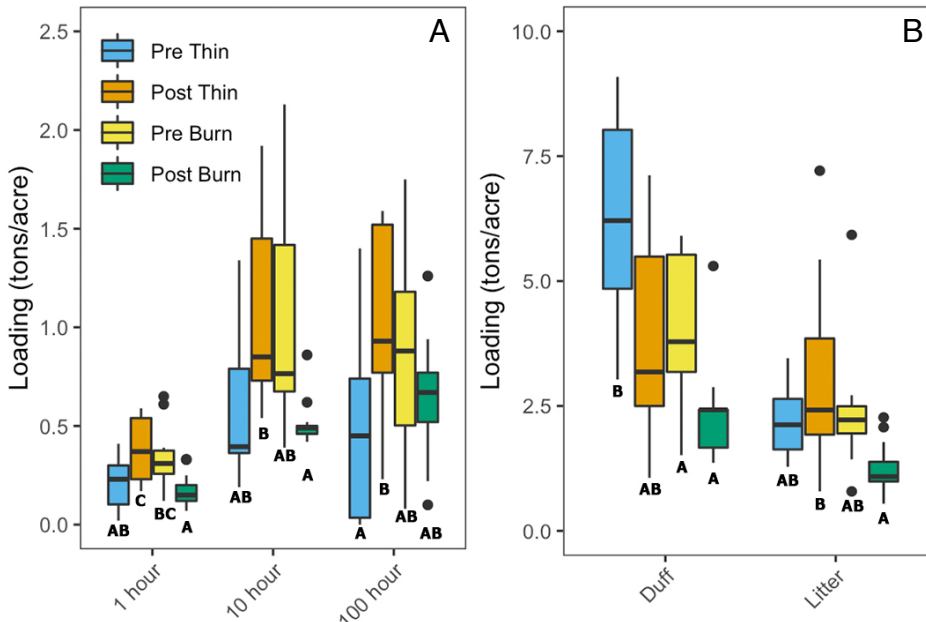 A
Loading (tons/acre)
2.5
2.0
1.5
1.0
0.5
0.0
Pre Thin
Post Thin
Pre Burn
Post Burn
AB
C
BC
A
AB
B
AB
A
A
B
AB
AB
1 hour
10 hour
100 hour
B
Loading (tons/acre)
10.0
7.5
5.0
2.5
0.0
B
AB
A
A
AB
B
AB
A
Duff
Litter